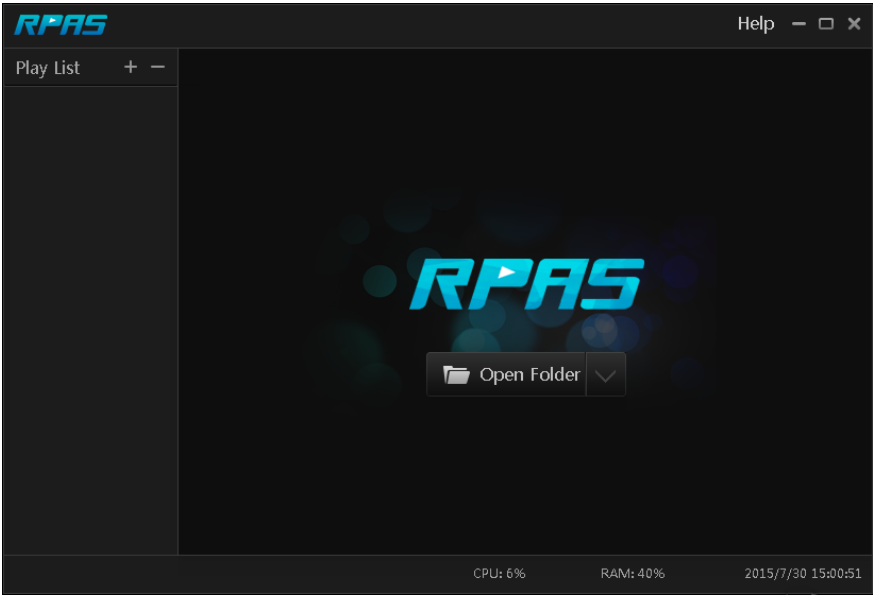 RPAS
Help
Play List
RPAS
Open Folder
CPU: 6% RAM: 40% 2015/7/30 15:00:51